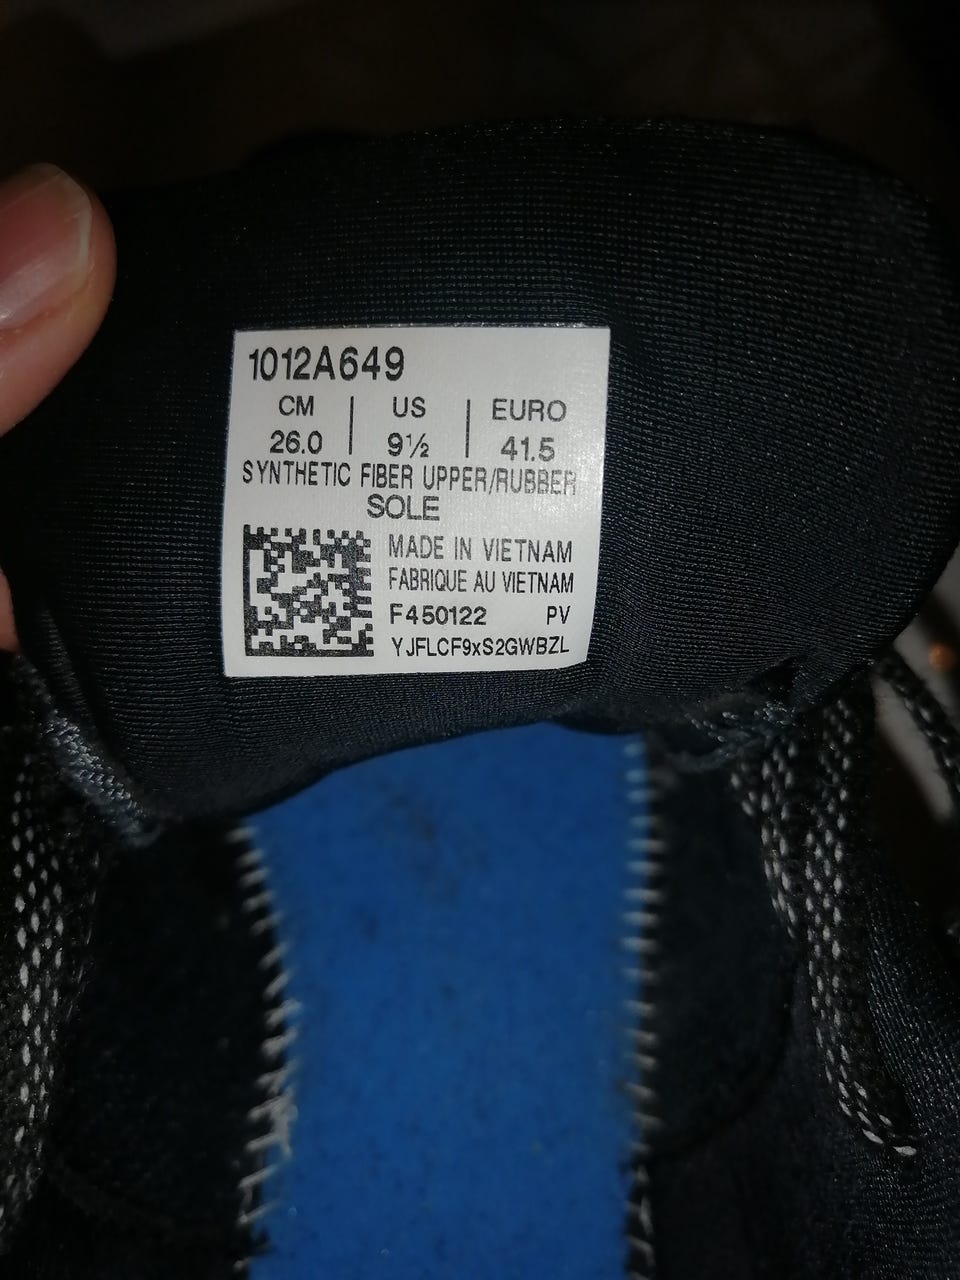 1012A649
CM | US | EURO
26.0 | 9½ | 41.5
SYNTHETIC FIBER UPPER/RUBBER
SOLE
MADE IN VIETNAM
FABRIQUE AU VIETNAM
F450122 PV
YJFLCF9xS2GWBZL